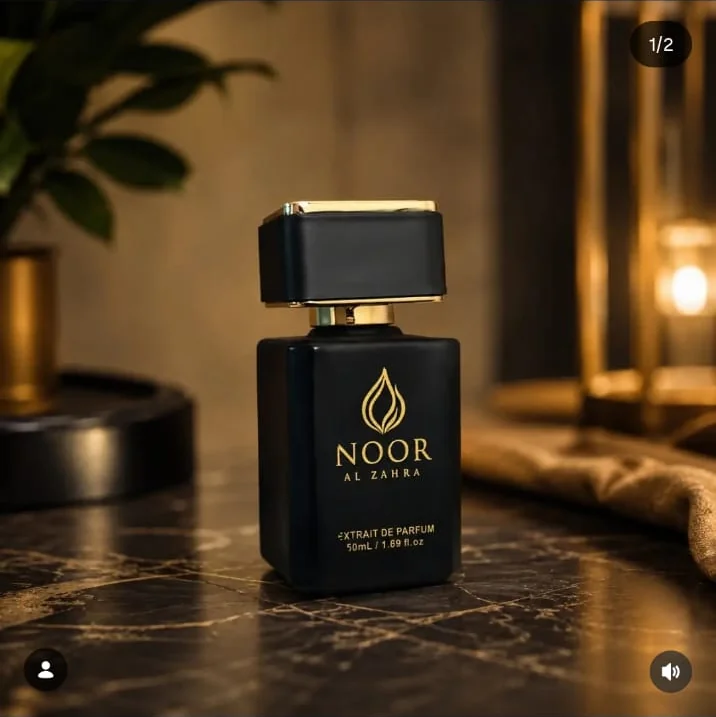 1/2
NOOR
AL ZAHRA
EXTRAIT DE PARFUM
50mL / 1.69 fl.oz